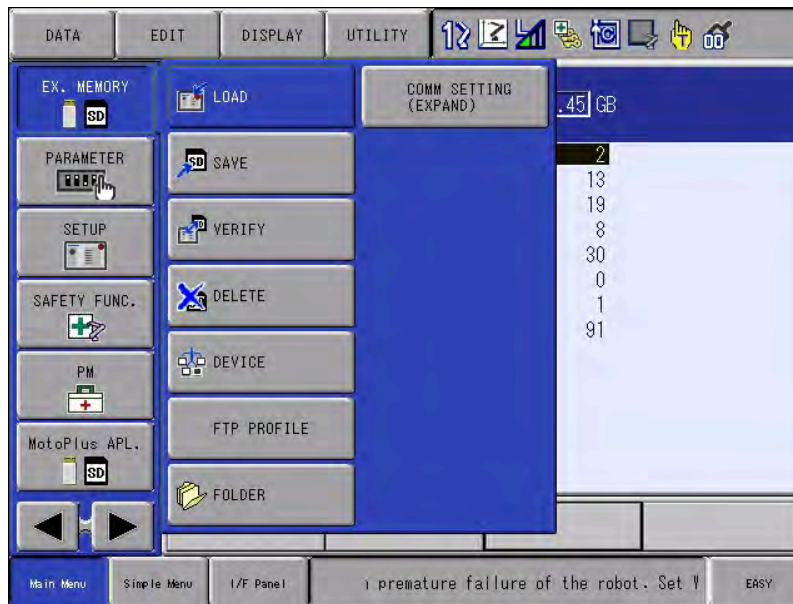 DATA
EDIT
DISPLAY
UTILITY
EX. MEMORY
SD
LOAD
COMM SETTING
(EXPAND)
.45 GB
PARAMETER
SD
SAVE
2
13
19
SETUP
VERIFY
8
30
SAFETY FUNC.
DELETE
0
1
91
PM
DEVICE
FTP PROFILE
MotoPlus APL.
SD
FOLDER
Main Menu
Simple Menu
I/F Panel
premature failure of the robot. Set
EASY